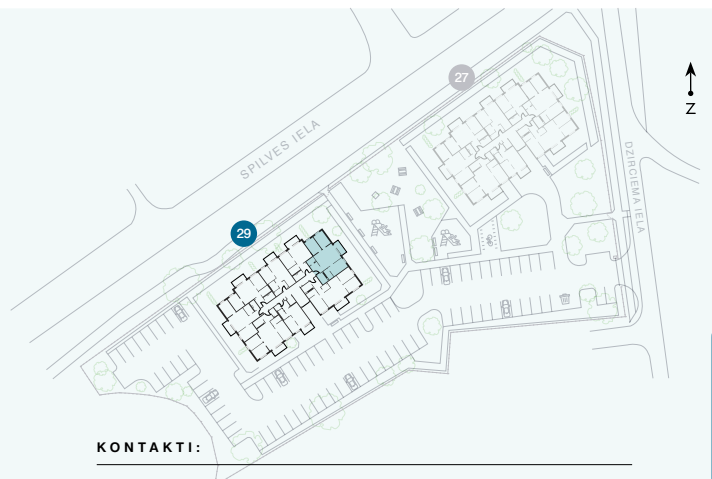 27
Z
SPILVES IELA
DZIRCIEMA IELA
29
KONTAKTI: